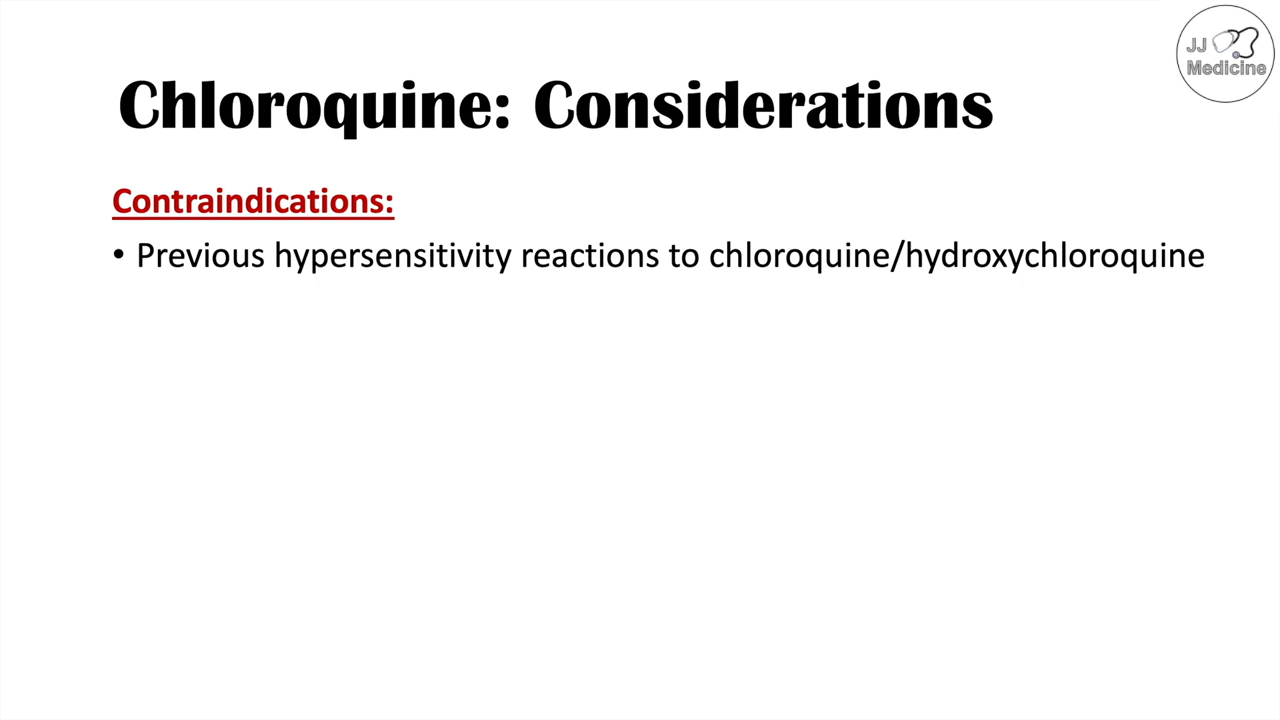 JJ
Medicine
Chloroquine: Considerations
Contraindications:
• Previous hypersensitivity reactions to chloroquine/hydroxychloroquine